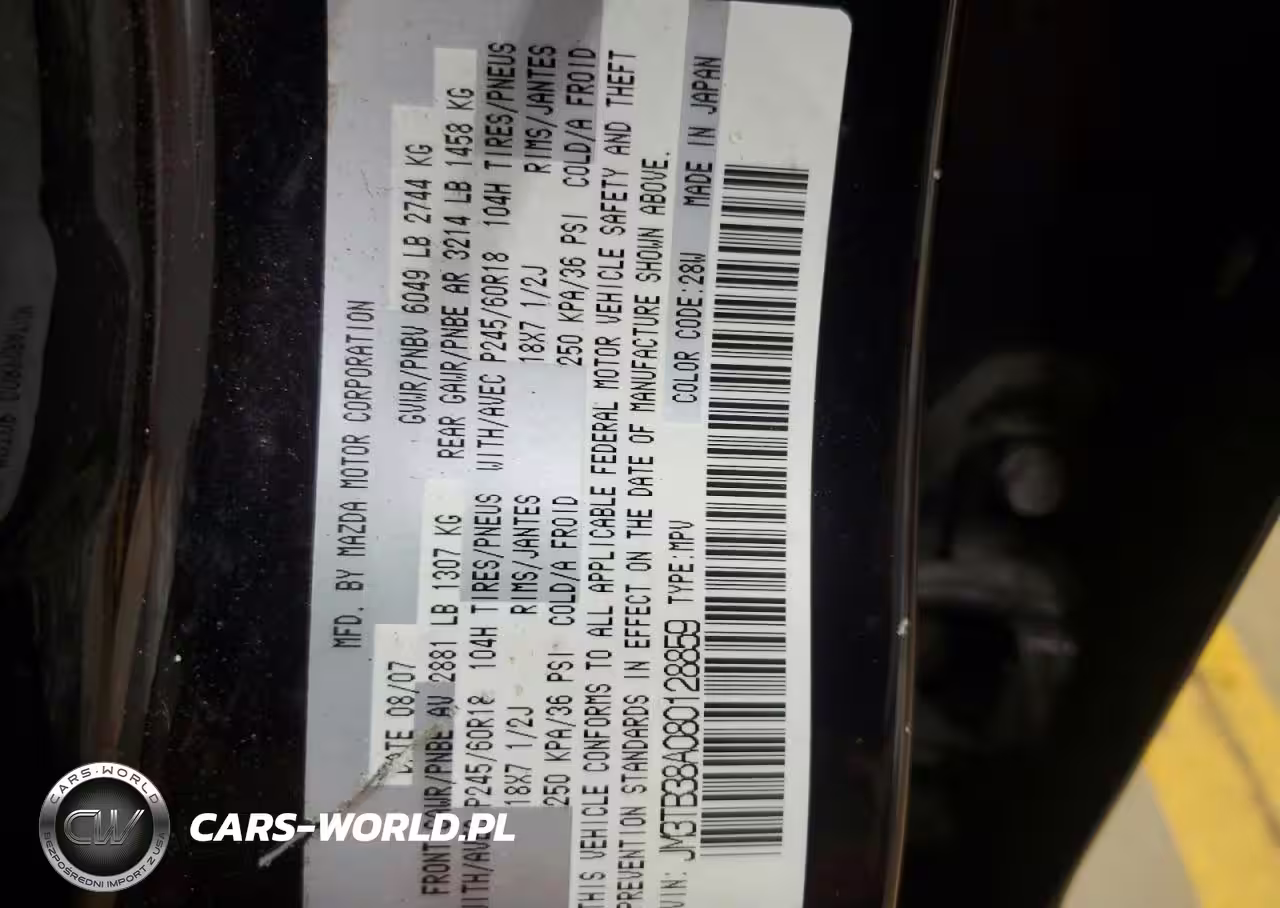 MFD. BY MAZDA MOTOR CORPORATION
DATE 08/07 GVWR/PNBV 6049 LB 2744 KG
FRONT GAWR/PNBE AV 2881 LB 1307 KG REAR GAWR/PNBE AR 3214 LB 1458 KG
WITH/AVEC P245/60R18 104H TIRES/PNEUS WITH/AVEC P245/60R18 104H TIRES/PNEUS
18X7 1/2J RIMS/JANTES 18X7 1/2J RIMS/JANTES
250 KPA/36 PSI COLD/A FROID 250 KPA/36 PSI COLD/A FROID
THIS VEHICLE CONFORMS TO ALL APPLICABLE FEDERAL MOTOR VEHICLE SAFETY AND THEFT
PREVENTION STANDARDS IN EFFECT ON THE DATE OF MANUFACTURE SHOWN ABOVE.
VIN: JM3TB38A080128859 TYPE:MPV COLOR CODE:28W MADE IN JAPAN
CARS-WORLD
CW
BEZPOŚREDNI IMPORT Z USA
CARS-WORLD.PL